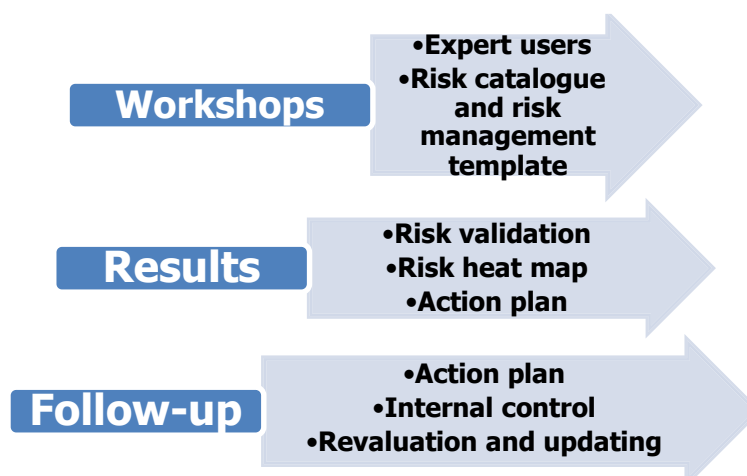 Workshops
•Expert users
•Risk catalogue
and risk
management
template
Results
•Risk validation
•Risk heat map
•Action plan
Follow-up
•Action plan
•Internal control
•Revaluation and updating